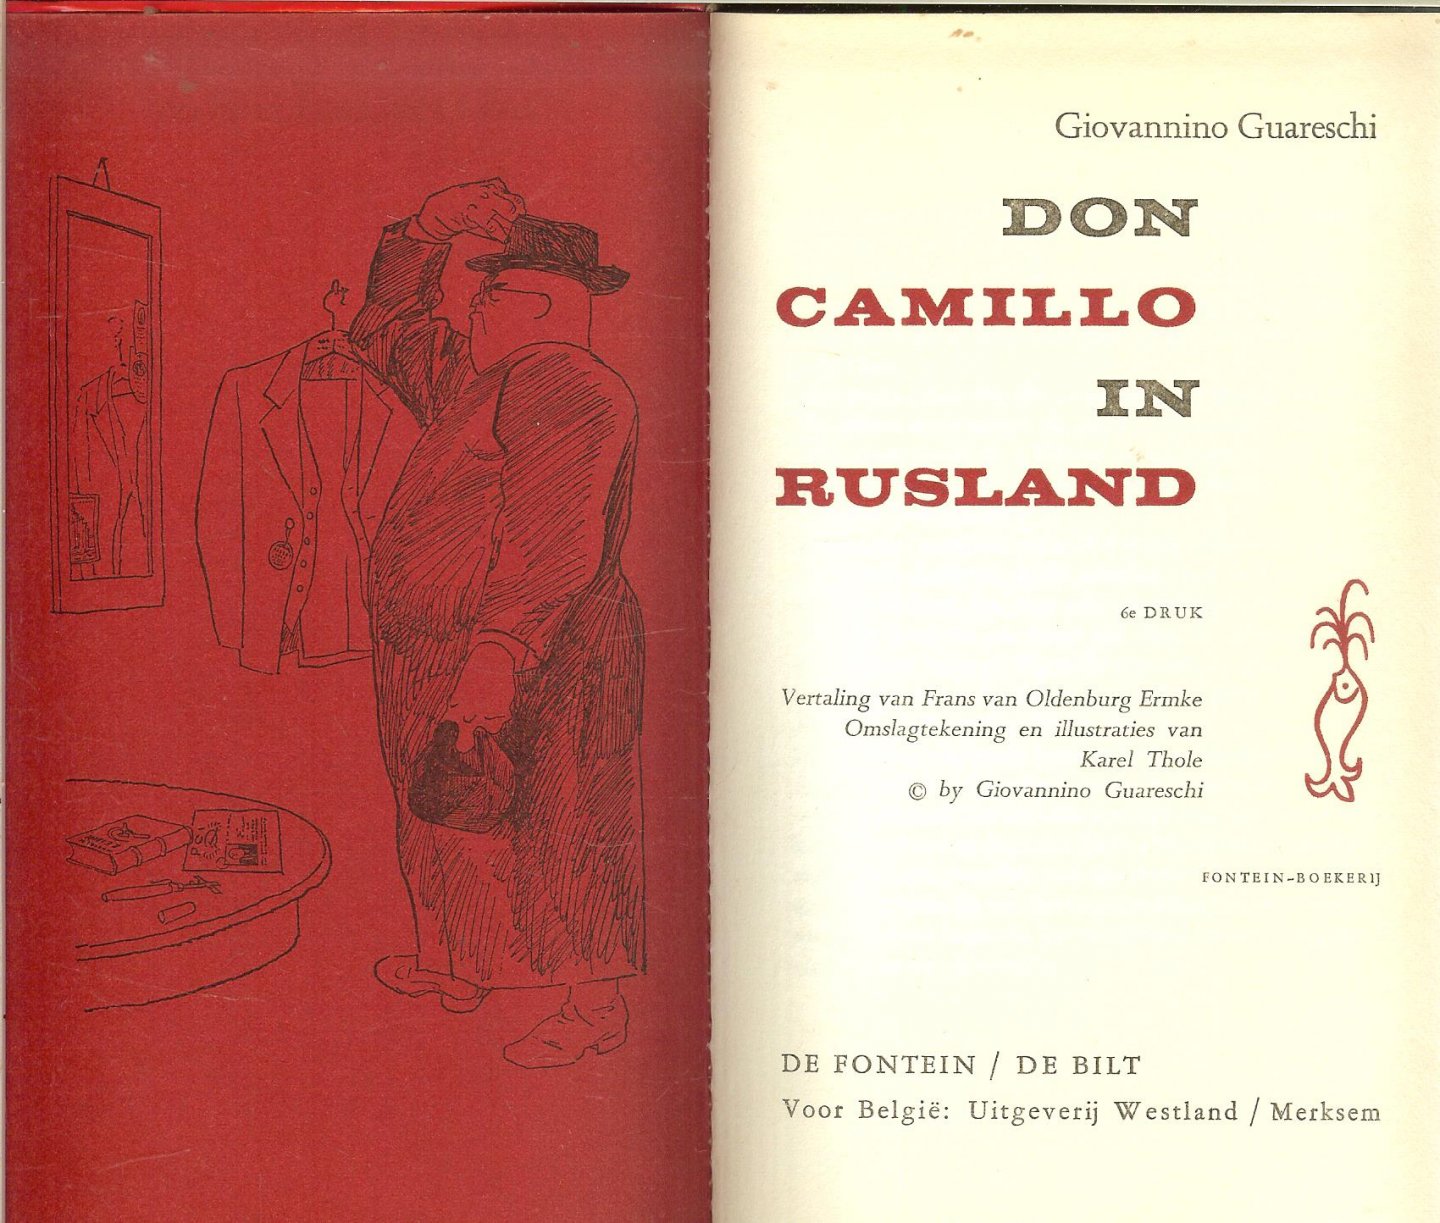 Giovannino Guareschi
DON
CAMILLO
IN
RUSLAND
6e DRUK
Vertaling van Frans van Oldenburg Ermke
Omslagtekening en illustraties van
Karel Thole
© by Giovannino Guareschi
FONTEIN-BOEKERIJ
DE FONTEIN / DE BILT
Voor België: Uitgeverij Westland / Merksem